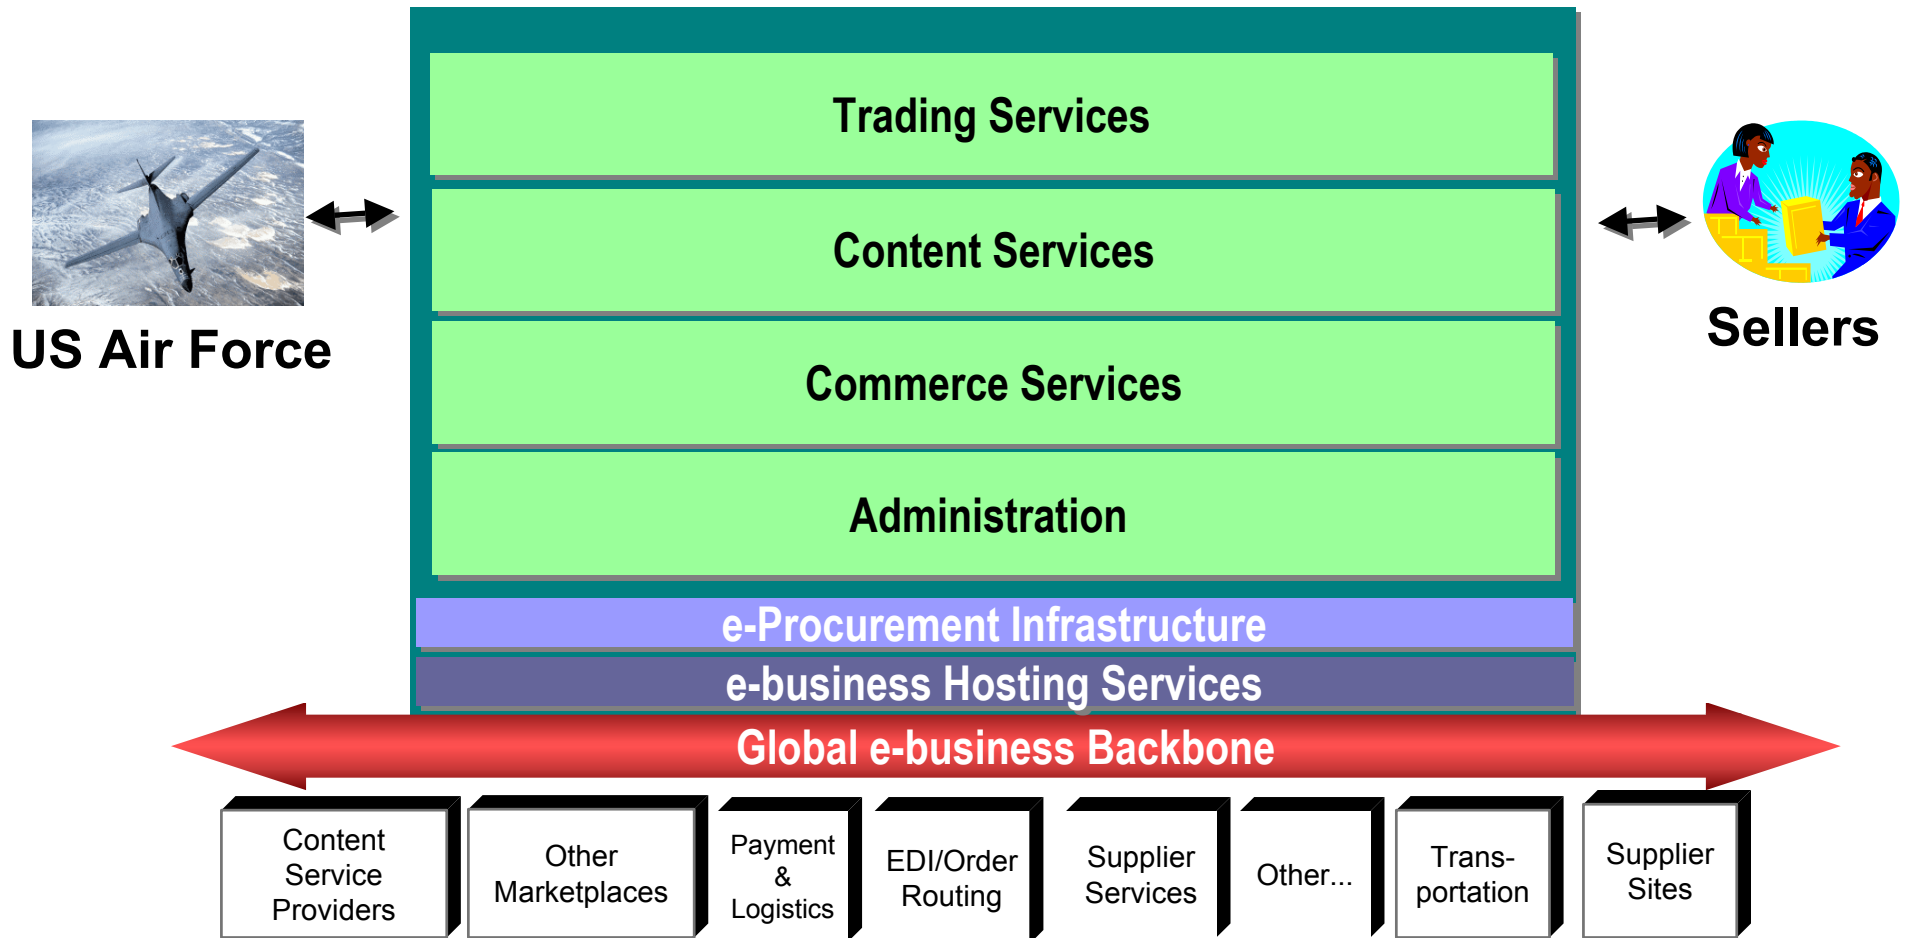 Trading Services
Content Services
Commerce Services
Administration
US Air Force
Sellers
e-Procurement Infrastructure
e-business Hosting Services
Global e-business Backbone
Content
Service
Providers
Other
Marketplaces
Payment
&
Logistics
EDI/Order
Routing
Supplier
Services
Other...
Trans-
portation
Supplier
Sites